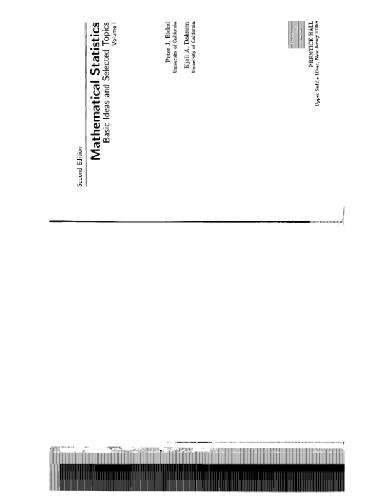 Second Edition
Mathematical Statistics
Basic Ideas and Selected Topics
Volume I
Peter J. Bickel
University of California
Kjell A. Doksum
University of California
PRENTICE HALL
Upper Saddle River, New Jersey 07458